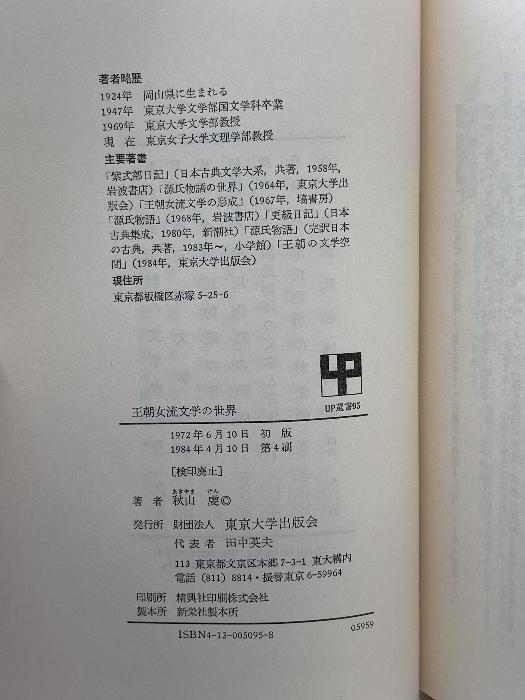 著者略歴
1924年 岡山県に生まれる
1947年 東京大学文学部国文学科卒業
1969年 東京大学文学部教授
現 在 東京女子大学文理学部教授
主要著書
「紫式部日記」(日本古典文学大系, 共著, 1958年,
岩波書店)「源氏物語の世界」(1964年, 東京大学出
版会)「王朝女流文学の形成」(1967年, 塙書房)
「源氏物語」(1968年, 岩波書店)「更級日記」(日本
古典集成, 1980年, 新潮社)「源氏物語」(完訳日本
の古典, 共著, 1983年〜, 小学館)「王朝の文学空
間」(1984年, 東京大学出版会)
現住所
東京都板橋区赤塚 5-25-6
UP
王朝女流文学の世界
UP選書95
1972年6月10日 初 版
1984年4月10日 第4刷
[検印廃止]
あきやま けん
著 者 秋山 虔©
発行所 財団法人 東京大学出版会
代表者 田中英夫
113 東京都文京区本郷 7-3-1 東大構内
電話 (811) 8814・振替東京 6-59964
印刷所 精興社印刷株式会社
製本所 新栄社製本所
ISBN4-13-005095-8
05959